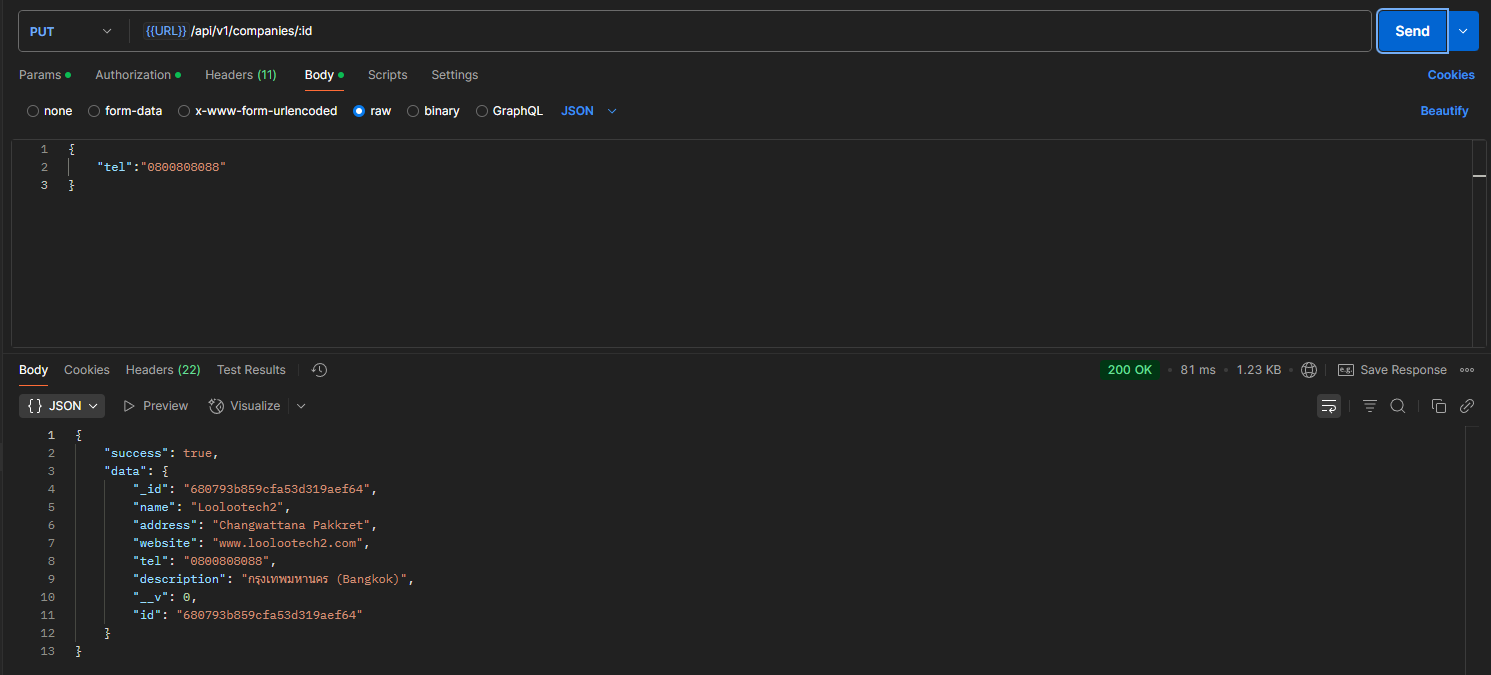 PUT {{URL}} /api/v1/companies/:id Send
Params Authorization Headers (11) Body Scripts Settings Cookies
none form-data x-www-form-urlencoded raw binary GraphQL JSON Beautify
1 {
2 "tel":"0800808088"
3 }
Body Cookies Headers (22) Test Results 200 OK • 81 ms • 1.23 KB • e.g. Save Response
{} JSON Preview Visualize
1 {
2 "success": true,
3 "data": {
4 "_id": "680793b859cfa53d319aef64",
5 "name": "Loolootech2",
6 "address": "Changwattana Pakkret",
7 "website": "www.loolootech2.com",
8 "tel": "0800808088",
9 "description": "กรุงเทพมหานคร (Bangkok)",
10 "__v": 0,
11 "id": "680793b859cfa53d319aef64"
12 }
13 }